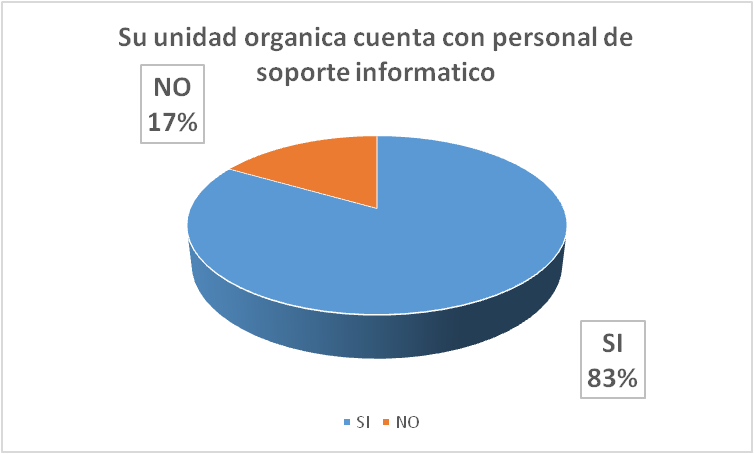 Su unidad organica cuenta con personal de
soporte informatico
NO
17%
SI
83%
SI NO